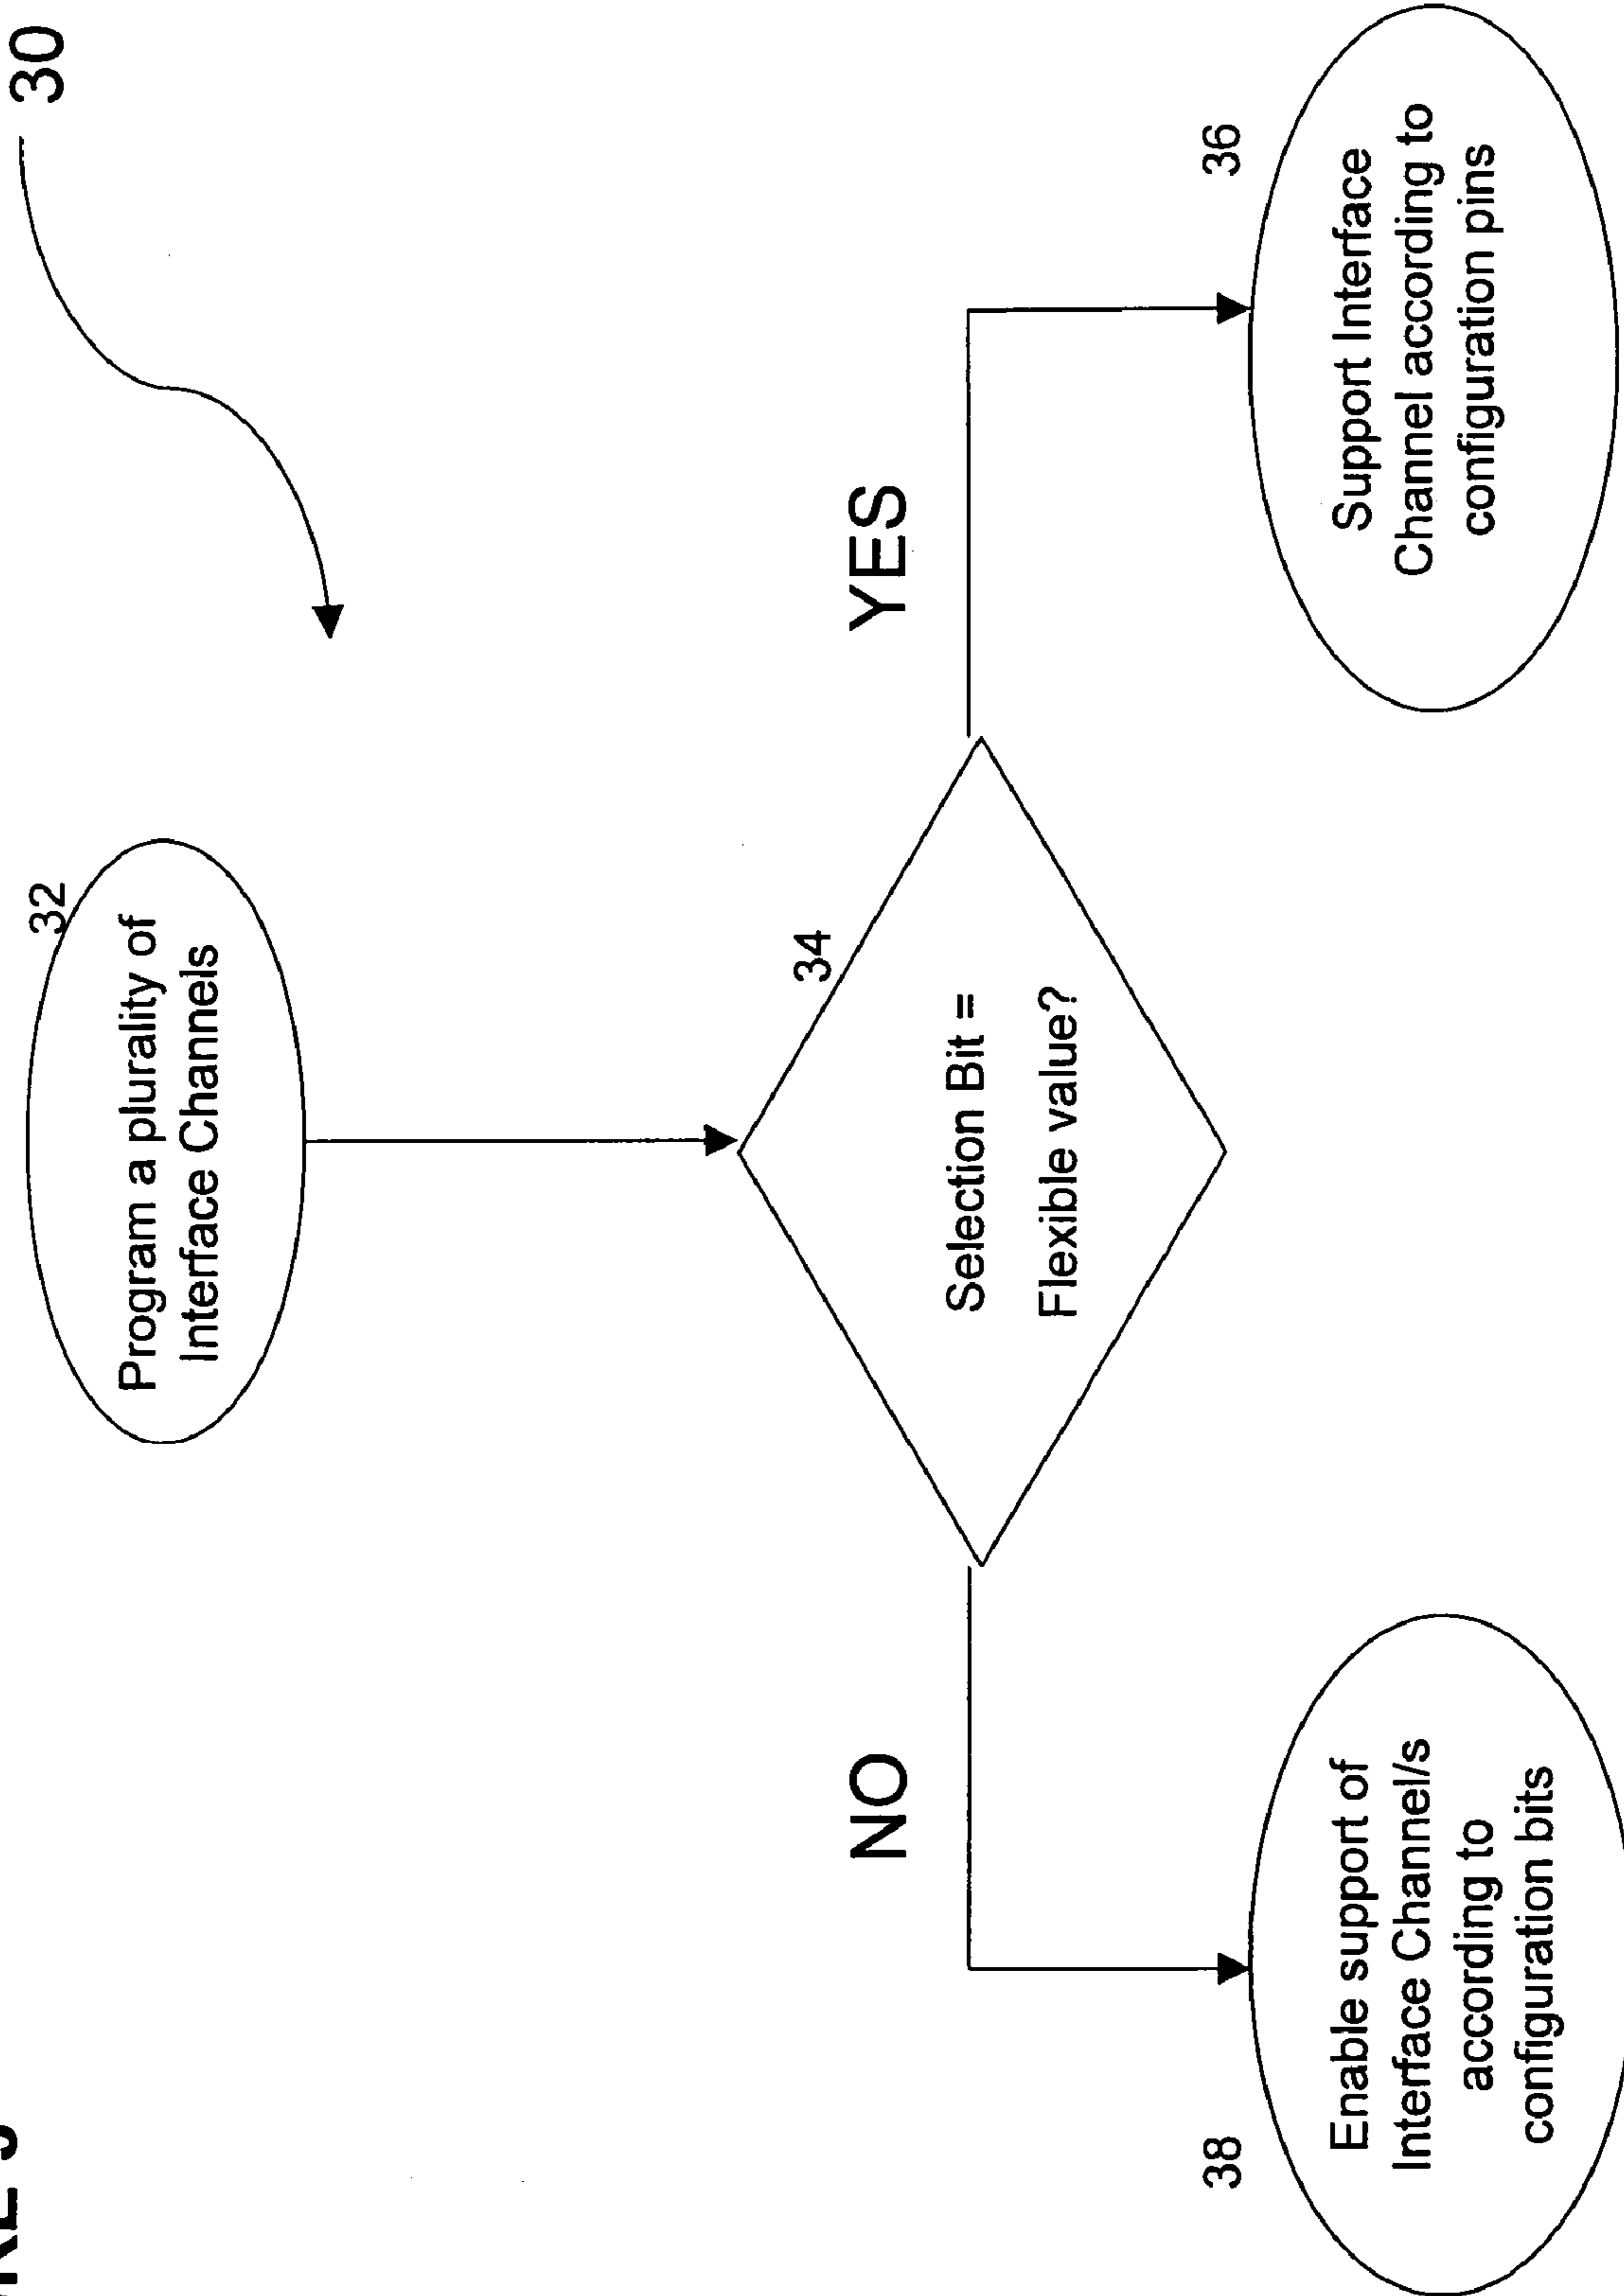 30
32
Program a plurality of
Interface Channels
34
Selection Bit =
Flexible value?
NO
YES
38
Enable support of
Interface Channel/s
according to
configuration bits
36
Support Interface
Channel according to
configuration pins